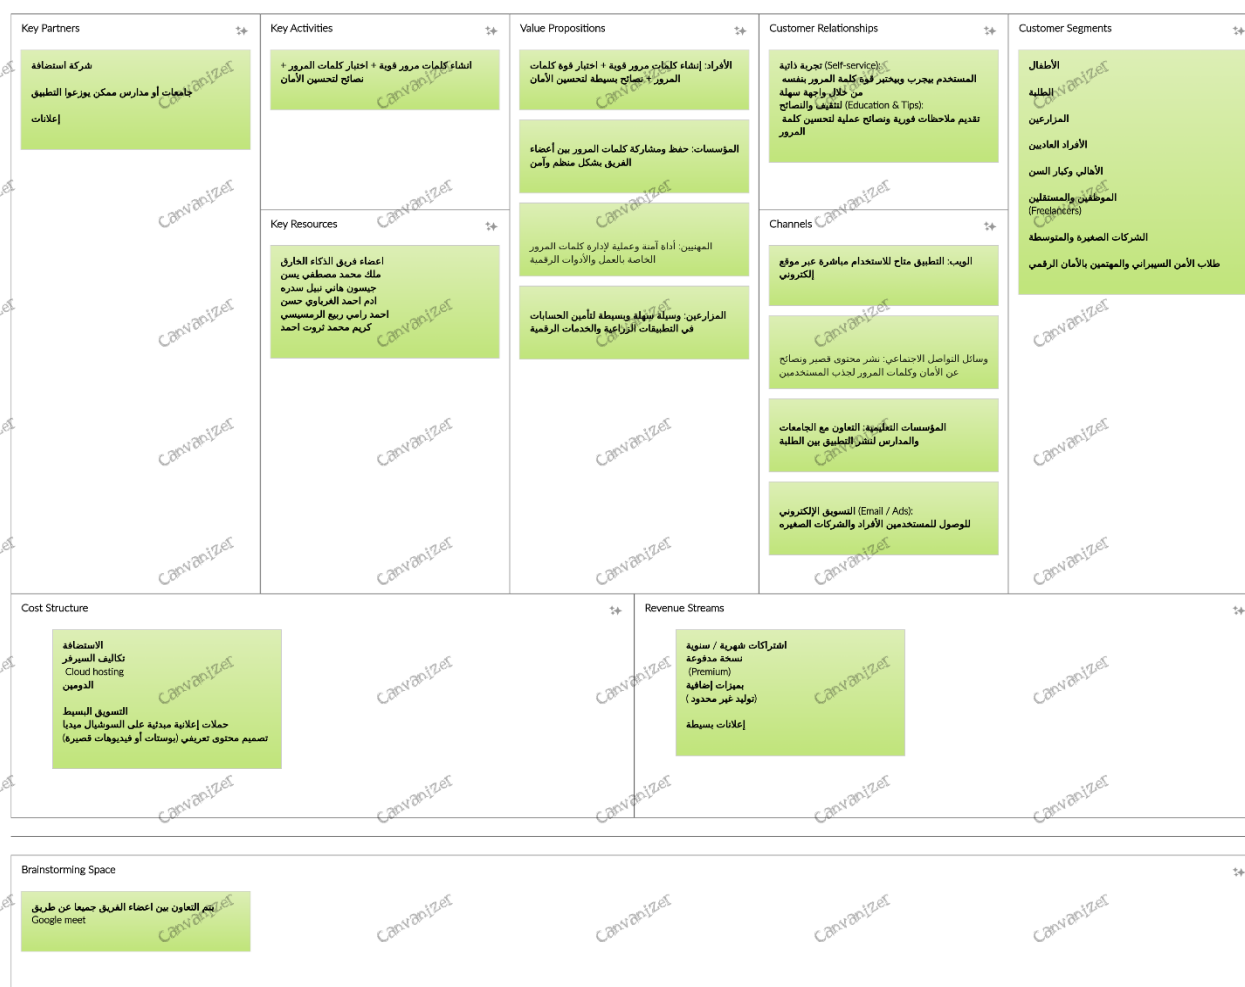 Key Partners
شركة استضافة
جامعات أو مدارس ممكن يوزعوا التطبيق
إعلانات
Key Activities
انشاء كلمات مرور قوية + اختبار كلمات المرور +
نصائح لتحسين الأمان
Key Resources
اعضاء فريق الذكاء الخارق
ملك محمد مصطفي يسن
جيسون هاني نبيل سدره
ادم احمد الغرباوي حسن
احمد رامي ربيع الرمسيسي
كريم محمد ثروت احمد
Value Propositions
الأفراد: إنشاء كلمات مرور قوية + اختبار قوة كلمات
المرور + نصائح بسيطة لتحسين الأمان
المؤسسات: حفظ ومشاركة كلمات المرور بين أعضاء
الفريق بشكل منظم وآمن
المهنيين: أداة آمنة وعملية لإدارة كلمات المرور
الخاصة بالعمل والأدوات الرقمية
المزارعين: وسيلة سهلة وبسيطة لتأمين الحسابات
في التطبيقات الزراعية والخدمات الرقمية
Customer Relationships
تجربة ذاتية (Self-service):
المستخدم بيجرب ويبختبر قوة كلمة المرور بنفسه
من خلال واجهة سهلة
لتثقيف والنصائح (Education & Tips):
تقديم ملاحظات فورية ونصائح عملية لتحسين كلمة
المرور
Channels
الويب: التطبيق متاح للاستخدام مباشرة عبر موقع
إلكتروني
وسائل التواصل الاجتماعي: نشر محتوى قصير ونصائح
عن الأمان وكلمات المرور لجذب المستخدمين
المؤسسات التعليمية: التعاون مع الجامعات
والمدارس لنشر التطبيق بين الطلبة
التسويق الإلكتروني (Email / Ads):
للوصول للمستخدمين الأفراد والشركات الصغيره
Customer Segments
الأطفال
الطلبة
المزارعين
الأفراد العاديين
الأهالي وكبار السن
الموظفين والمستقلين
(Freelancers)
الشركات الصغيرة والمتوسطة
طلاب الأمن السيبراني والمهتمين بالأمان الرقمي
Cost Structure
الاستضافة
تكاليف السيرفر
Cloud hosting
الدومين
التسويق البسيط
حملات إعلانية مبدئية على السوشيال ميديا
تصميم محتوى تعريفي (بوستات أو فيديوهات قصيرة)
Revenue Streams
اشتراكات شهرية / سنوية
نسخة مدفوعة
(Premium)
بميزات إضافية
(توليد غير محدود )
إعلانات بسيطة
Brainstorming Space
يتم التعاون بين اعضاء الفريق جميعا عن طريق
Google meet
Canvanizer